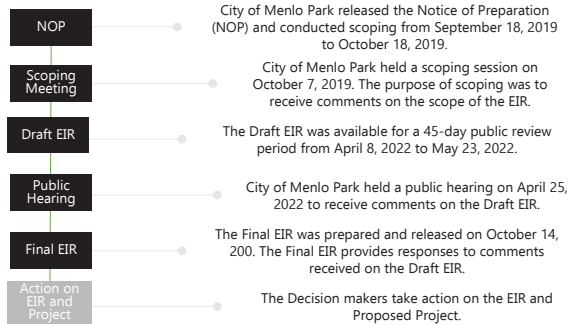 NOP
City of Menlo Park released the Notice of Preparation
(NOP) and conducted scoping from September 18, 2019
to October 18, 2019.
Scoping
Meeting
City of Menlo Park held a scoping session on
October 7, 2019. The purpose of scoping was to
receive comments on the scope of the EIR.
Draft EIR
The Draft EIR was available for a 45-day public review
period from April 8, 2022 to May 23, 2022.
Public
Hearing
City of Menlo Park held a public hearing on April 25,
2022 to receive comments on the Draft EIR.
Final EIR
The Final EIR was prepared and released on October 14,
200. The Final EIR provides responses to comments
received on the Draft EIR.
Action on
EIR and
Project
The Decision makers take action on the EIR and
Proposed Project.